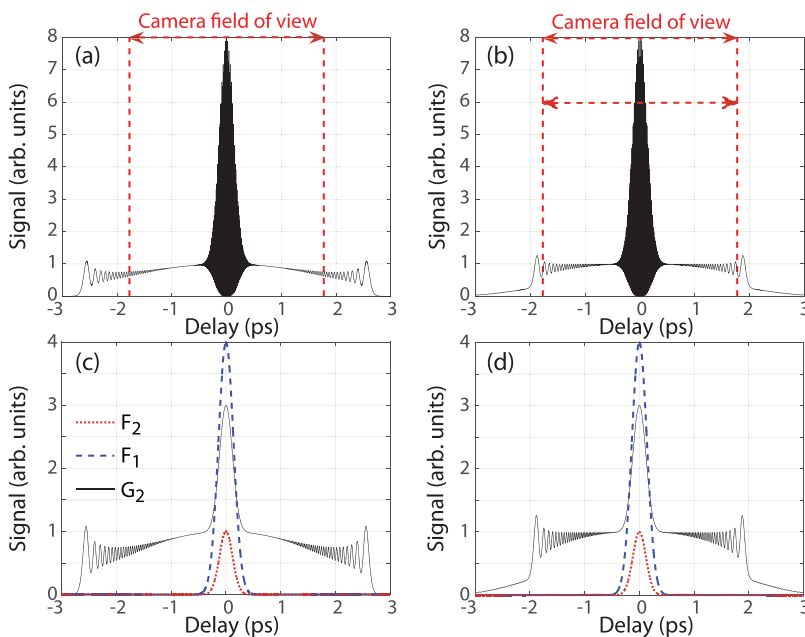 Camera field of view
Camera field of view
(a)
(b)
Signal (arb. units)
8
7
6
5
4
3
2
1
0
-3 -2 -1 0 1 2 3
Delay (ps)
Signal (arb. units)
8
7
6
5
4
3
2
1
0
-3 -2 -1 0 1 2 3
Delay (ps)
(c)
(d)
Signal (arb. units)
4
3
2
1
0
F2
F1
G2
-3 -2 -1 0 1 2 3
Delay (ps)
Signal (arb. units)
4
3
2
1
0
-3 -2 -1 0 1 2 3
Delay (ps)